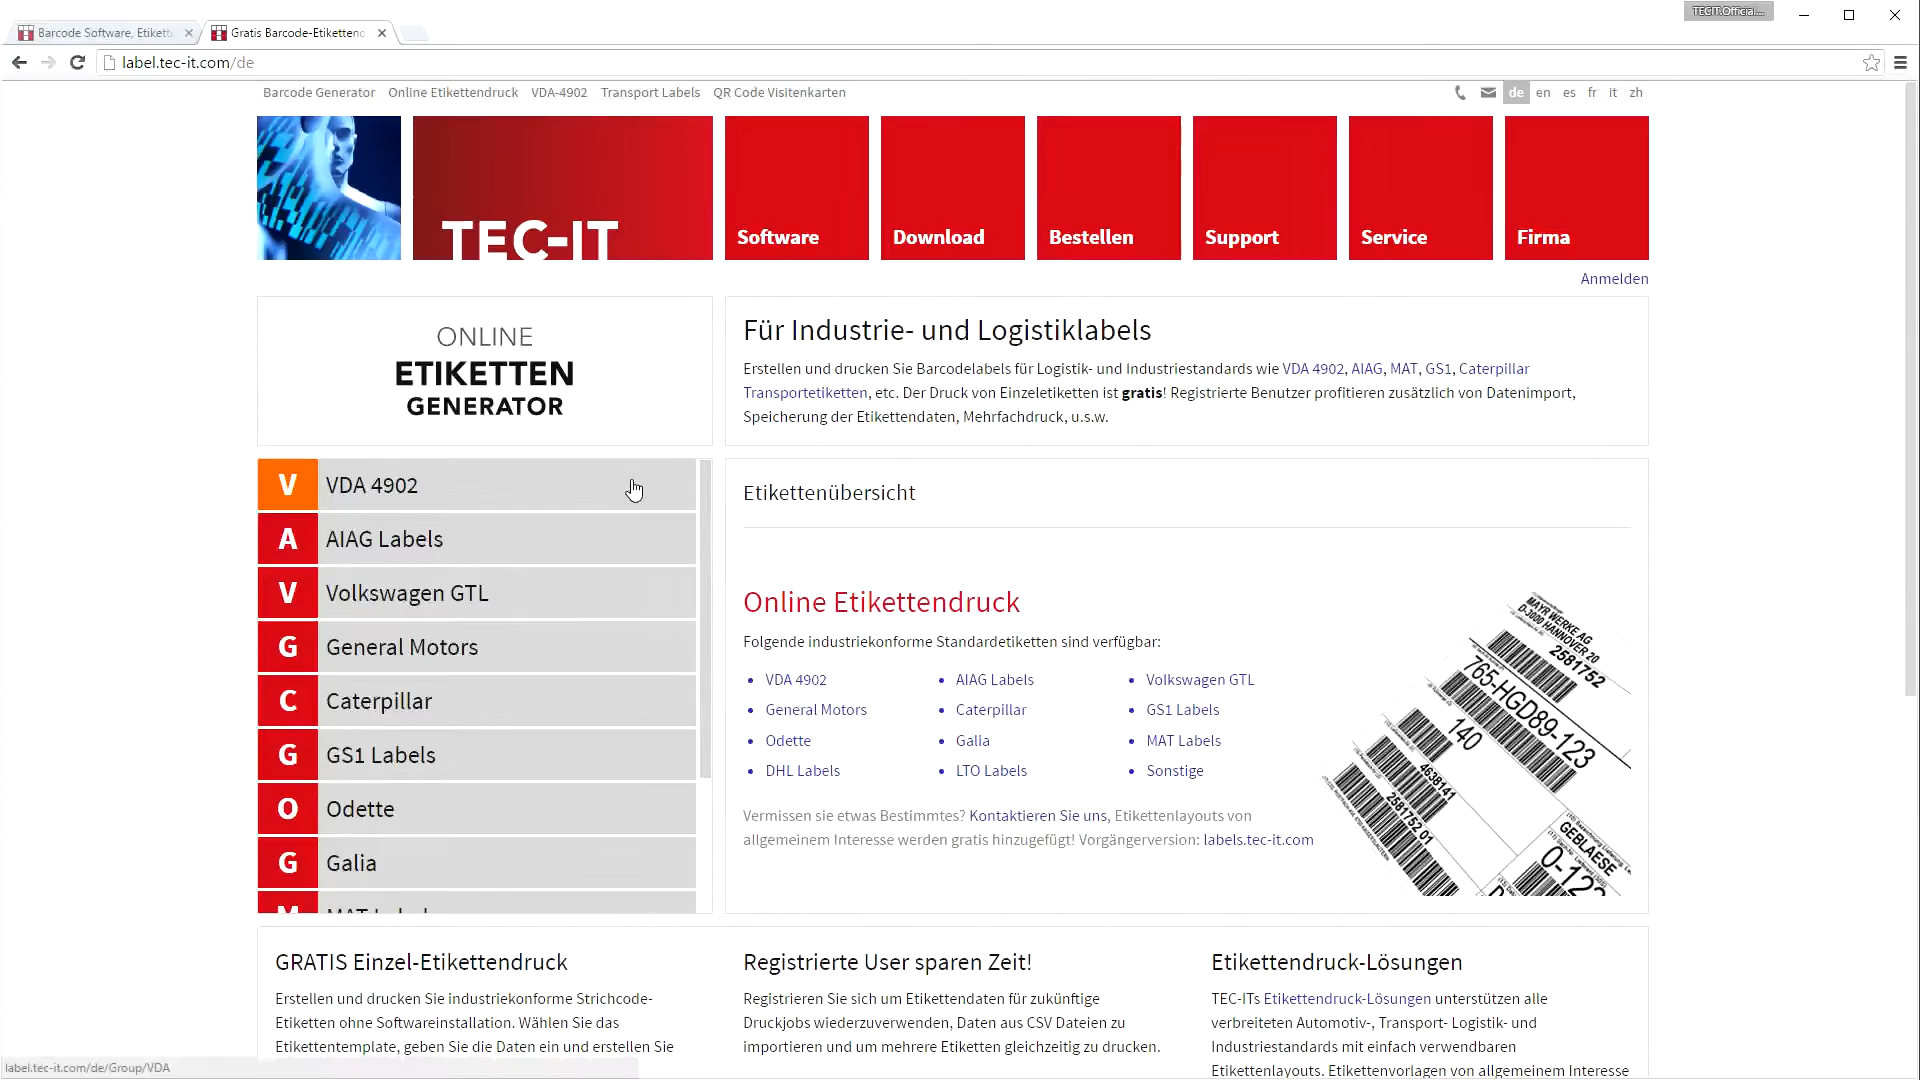 TECIT.Official...
Barcode Software, Etikett
Gratis Barcode-Etikettend
label.tec-it.com/de
Barcode Generator Online Etikettendruck VDA-4902 Transport Labels QR Code Visitenkarten
de en es fr it zh
TEC-IT
Software
Download
Bestellen
Support
Service
Firma
Anmelden
ONLINE
ETIKETTEN
GENERATOR
Für Industrie- und Logistiklabels
Erstellen und drucken Sie Barcodelabels für Logistik- und Industriestandards wie VDA 4902, AIAG, MAT, GS1, Caterpillar
Transportetiketten, etc. Der Druck von Einzeletiketten ist gratis! Registrierte Benutzer profitieren zusätzlich von Datenimport,
Speicherung der Etikettendaten, Mehrfachdruck, u.s.w.
V VDA 4902
A AIAG Labels
V Volkswagen GTL
G General Motors
C Caterpillar
G GS1 Labels
O Odette
G Galia
M MAT Labels
Etikettenübersicht
Online Etikettendruck
Folgende industriekonforme Standardetiketten sind verfügbar:
• VDA 4902 • AIAG Labels • Volkswagen GTL
• General Motors • Caterpillar • GS1 Labels
• Odette • Galia • MAT Labels
• DHL Labels • LTO Labels • Sonstige
Vermissen sie etwas Bestimmtes? Kontaktieren Sie uns, Etikettenlayouts von
allgemeinem Interesse werden gratis hinzugefügt! Vorgängerversion: labels.tec-it.com
MAYR WERKE AG
D-3000 HANNOVER 20
2581752
765-HGD89-123
140
4638141
2581752 01
GEBLAESE
0-122
GRATIS Einzel-Etikettendruck
Erstellen und drucken Sie industriekonforme Strichcode-
Etiketten ohne Softwareinstallation. Wählen Sie das
Etikettentemplate, geben Sie die Daten ein und erstellen Sie
Registrierte User sparen Zeit!
Registrieren Sie sich um Etikettendaten für zukünftige
Druckjobs wiederzuverwenden, Daten aus CSV Dateien zu
importieren und um mehrere Etiketten gleichzeitig zu drucken.
Etikettendruck-Lösungen
TEC-ITs Etikettendruck-Lösungen unterstützen alle
verbreiteten Automotiv-, Transport- Logistik- und
Industriestandards mit einfach verwendbaren
Etikettenlayouts. Etikettenvorlagen von allgemeinem Interesse
label.tec-it.com/de/Group/VDA